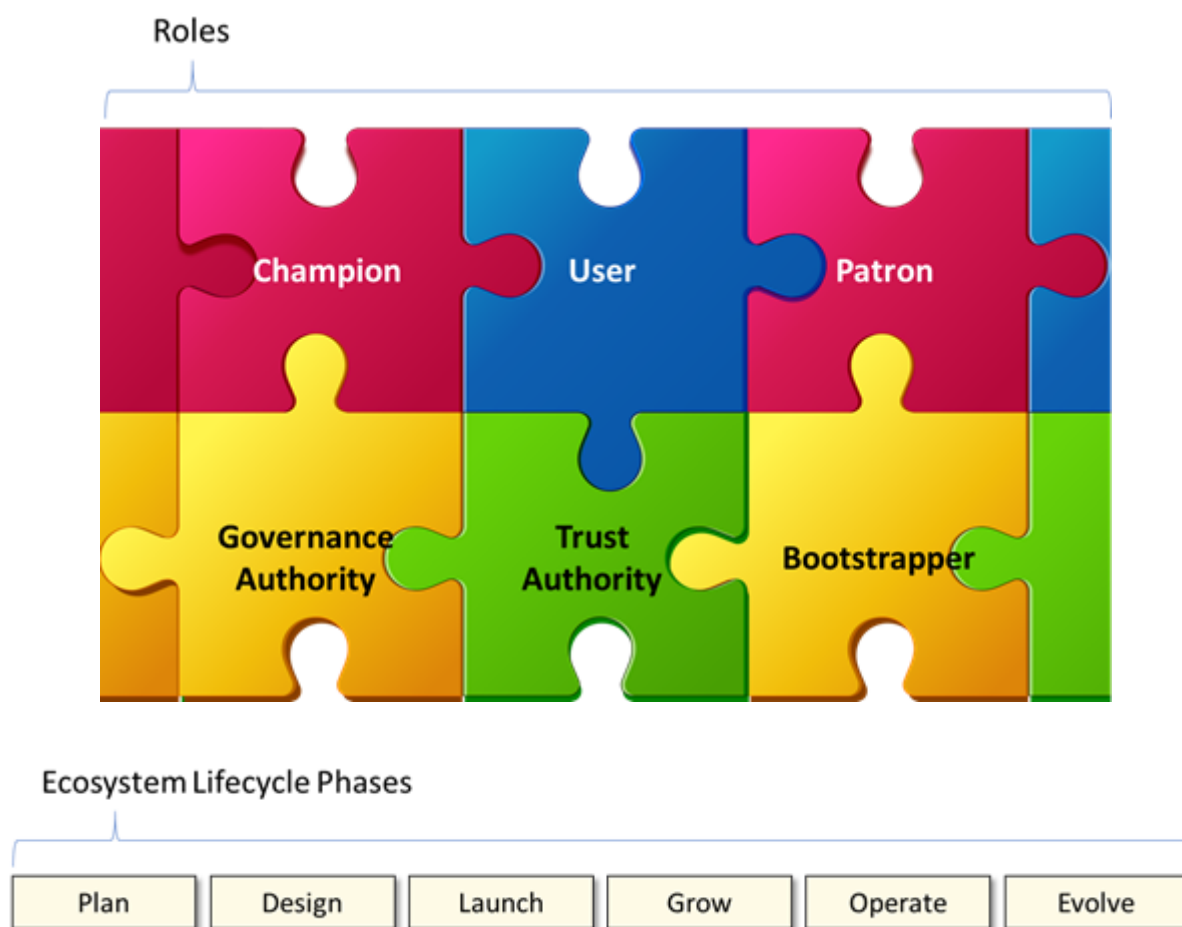 Roles
Champion
User
Patron
Governance
Authority
Trust
Authority
Bootstrapper
Ecosystem Lifecycle Phases
Plan
Design
Launch
Grow
Operate
Evolve